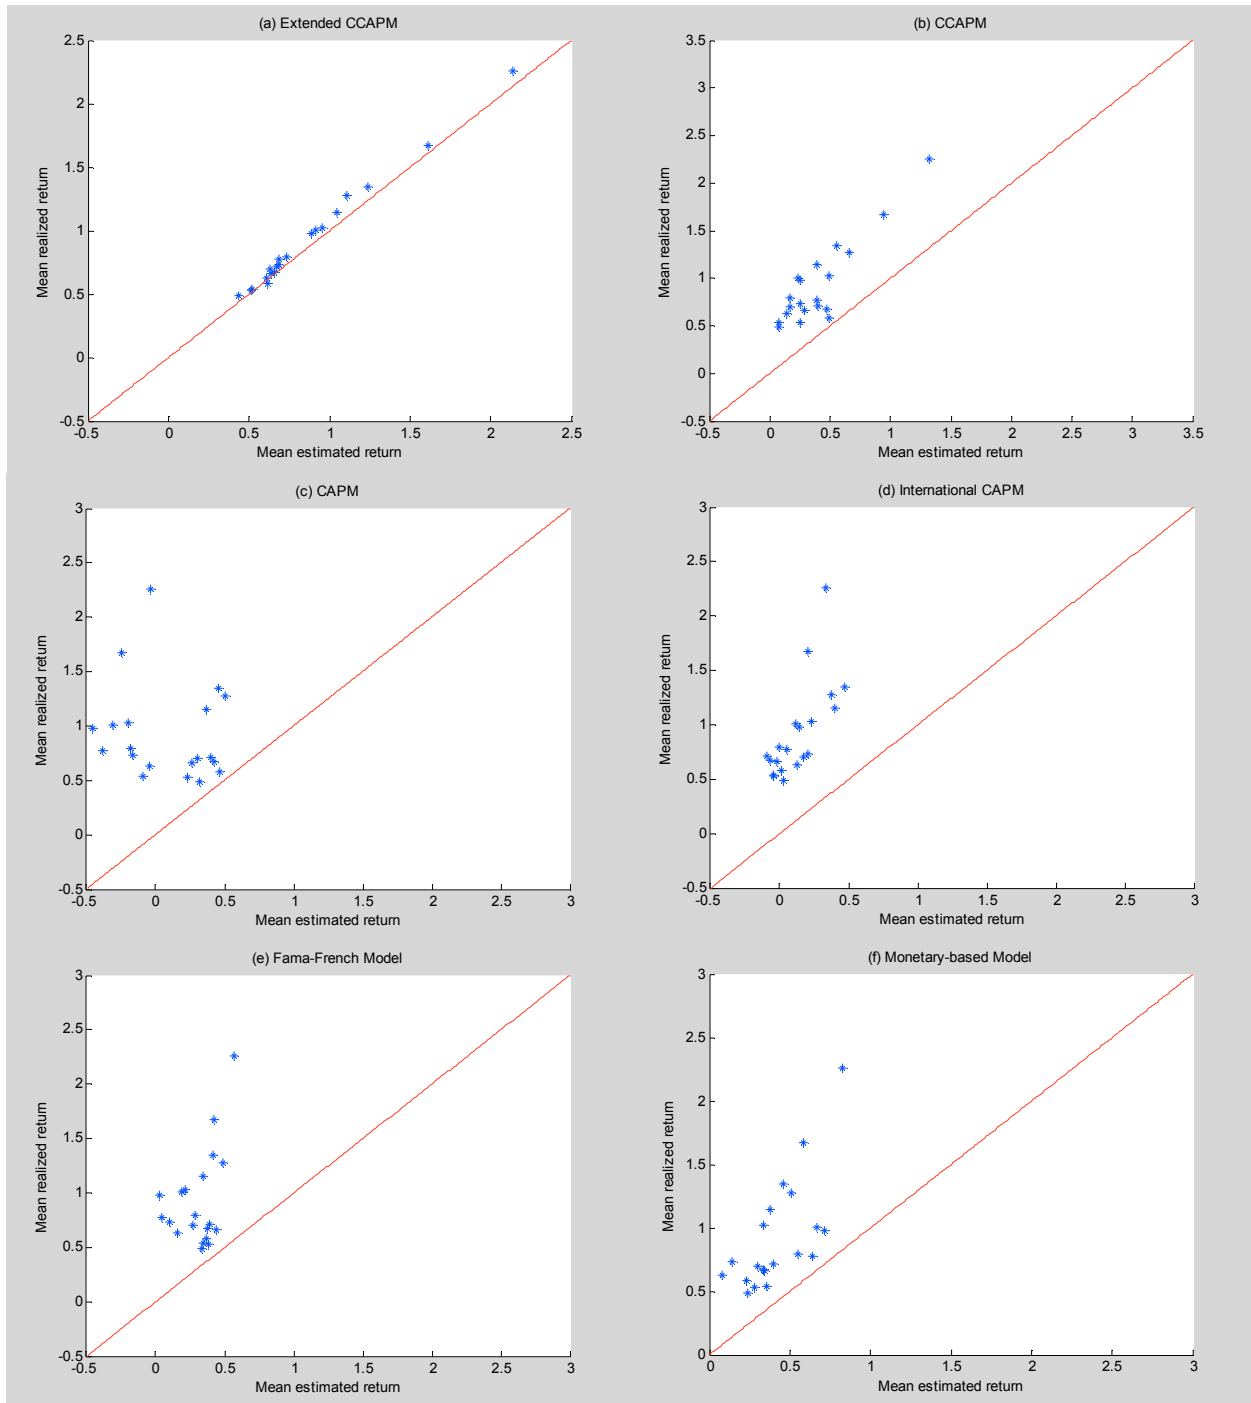 (a) Extended CCAPM
2.5
2
1.5
1
0.5
0
-0.5
-0.5 0 0.5 1 1.5 2 2.5
Mean estimated return
Mean realized return
(b) CCAPM
3.5
3
2.5
2
1.5
1
0.5
0
-0.5
-0.5 0 0.5 1 1.5 2 2.5 3 3.5
Mean estimated return
Mean realized return
(c) CAPM
3
2.5
2
1.5
1
0.5
0
-0.5
-0.5 0 0.5 1 1.5 2 2.5 3
Mean estimated return
Mean realized return
(d) International CAPM
3
2.5
2
1.5
1
0.5
0
-0.5
-0.5 0 0.5 1 1.5 2 2.5 3
Mean estimated return
Mean realized return
(e) Fama-French Model
3
2.5
2
1.5
1
0.5
0
-0.5
-0.5 0 0.5 1 1.5 2 2.5 3
Mean estimated return
Mean realized return
(f) Monetary-based Model
3
2.5
2
1.5
1
0.5
0
0 0.5 1 1.5 2 2.5 3
Mean estimated return
Mean realized return